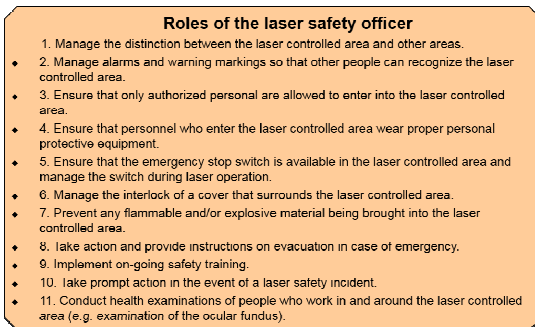 Roles of the laser safety officer
1. Manage the distinction between the laser controlled area and other areas.
◆ 2. Manage alarms and warning markings so that other people can recognize the laser
controlled area.
◆ 3. Ensure that only authorized personal are allowed to enter into the laser controlled
area.
◆ 4. Ensure that personnel who enter the laser controlled area wear proper personal
protective equipment.
◆ 5. Ensure that the emergency stop switch is available in the laser controlled area and
manage the switch during laser operation.
◆ 6. Manage the interlock of a cover that surrounds the laser controlled area.
◆ 7. Prevent any flammable and/or explosive material being brought into the laser
controlled area.
◆ 8. Take action and provide instructions on evacuation in case of emergency.
◆ 9. Implement on-going safety training.
◆ 10. Take prompt action in the event of a laser safety incident.
◆ 11. Conduct health examinations of people who work in and around the laser controlled
area (e.g. examination of the ocular fundus).